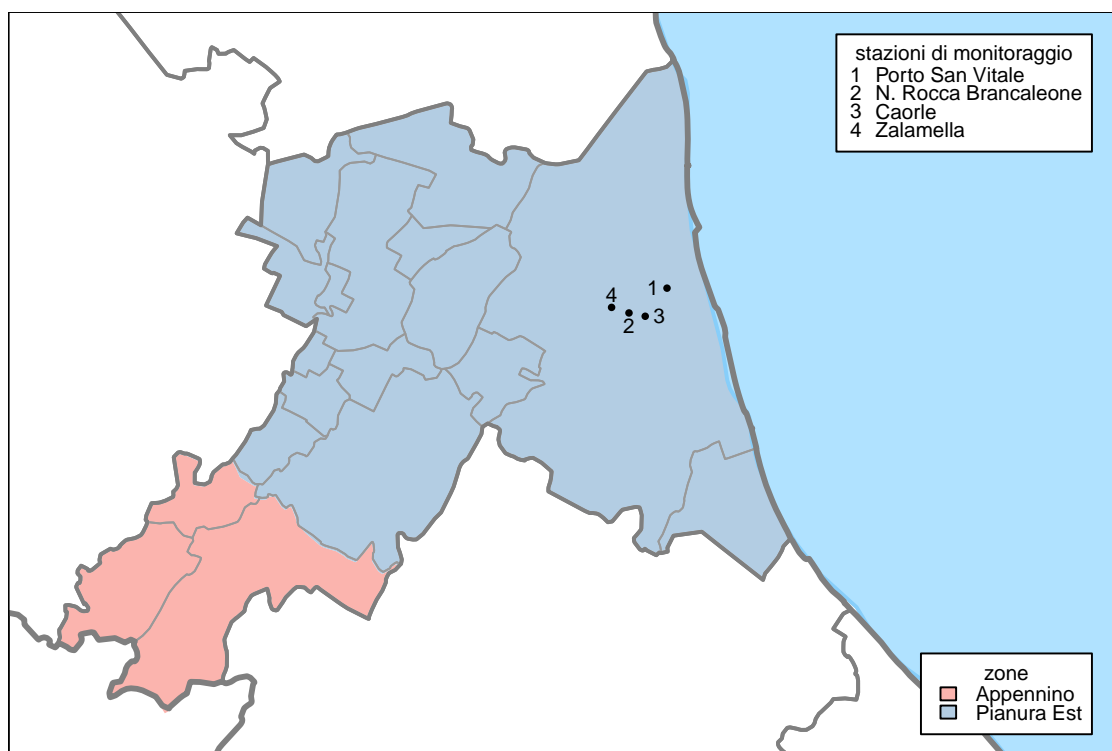 stazioni di monitoraggio
1 Porto San Vitale
2 N. Rocca Brancaleone
3 Caorle
4 Zalamella
1
4
2
3
zone
Appennino
Pianura Est